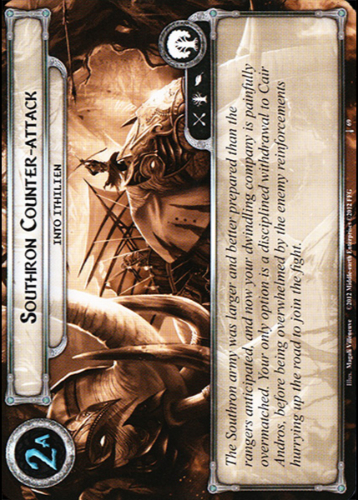 2A
SOUTHRON COUNTER-ATTACK
INTO ITHILIEN
The Southron army was larger and better prepared than the
rangers anticipated, and now your dwindling company is painfully
overmatched. Your only option is a disciplined withdrawal to Cair
Andros, before being overwhelmed by the enemy reinforcements
hurrying up the road to join the fight.
Illus. Magali Villeneuve ©2012 Middle-earth Enterprises ©2012 FFG 69